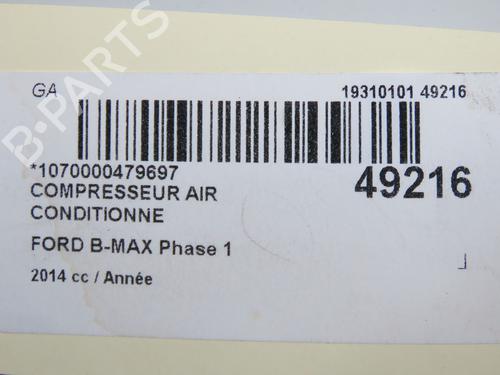 GA
19310101 49216
*1070000479697
49216
COMPRESSEUR AIR
CONDITIONNE
FORD B-MAX Phase 1
2014 cc / Année
B-PARTS